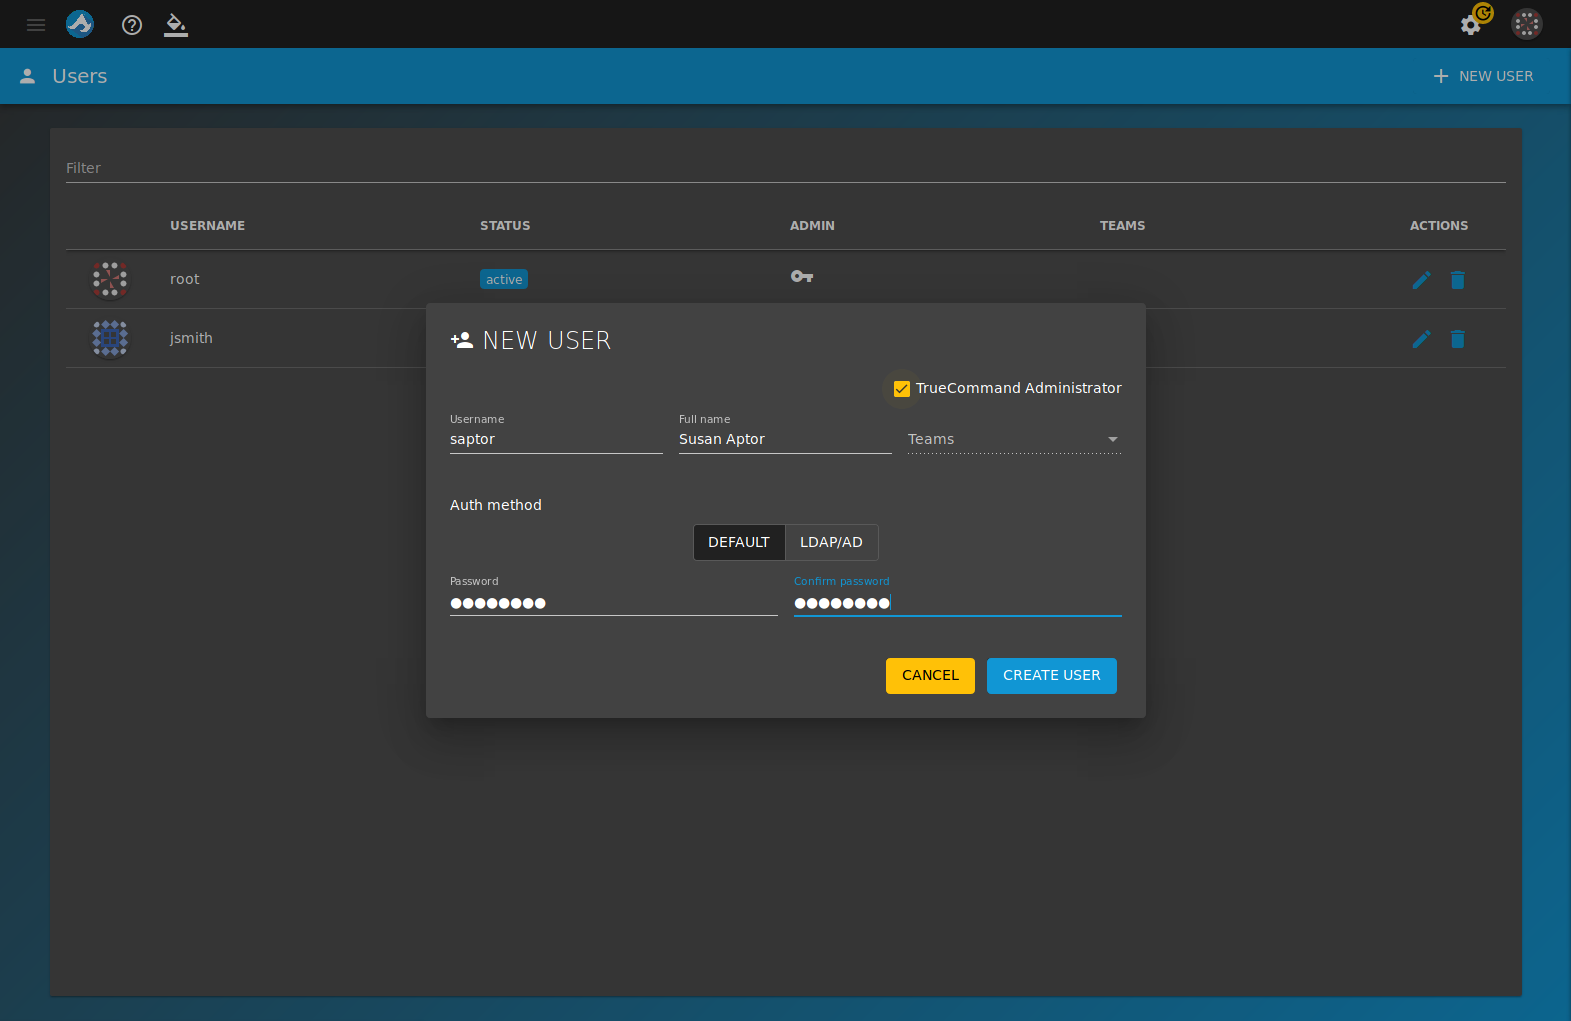 Users
NEW USER
Filter
USERNAME STATUS ADMIN TEAMS ACTIONS
root active
jsmith
NEW USER
TrueCommand Administrator
Username Full name
saptor Susan Aptor Teams
Auth method
DEFAULT LDAP/AD
Password Confirm password
●●●●●●●● ●●●●●●●●
CANCEL CREATE USER